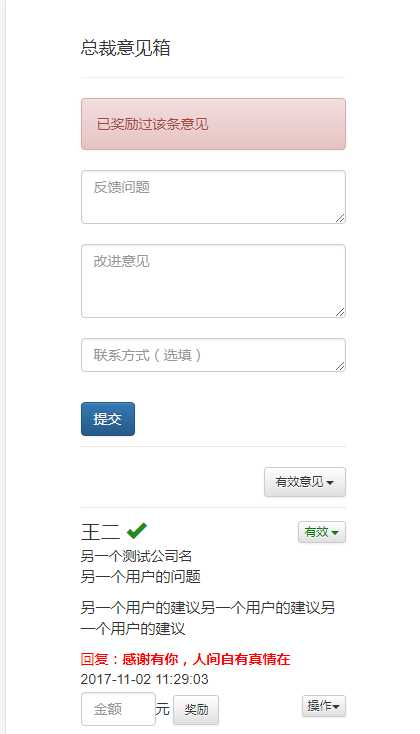 总裁意见箱
已奖励过该条意见
反馈问题
改进意见
联系方式（选填）
提交
有效意见
王二 有效
另一个测试公司名
另一个用户的问题
另一个用户的建议另一个用户的建议另
一个用户的建议
回复：感谢有你，人间自有真情在
2017-11-02 11:29:03
金额 元 奖励 操作